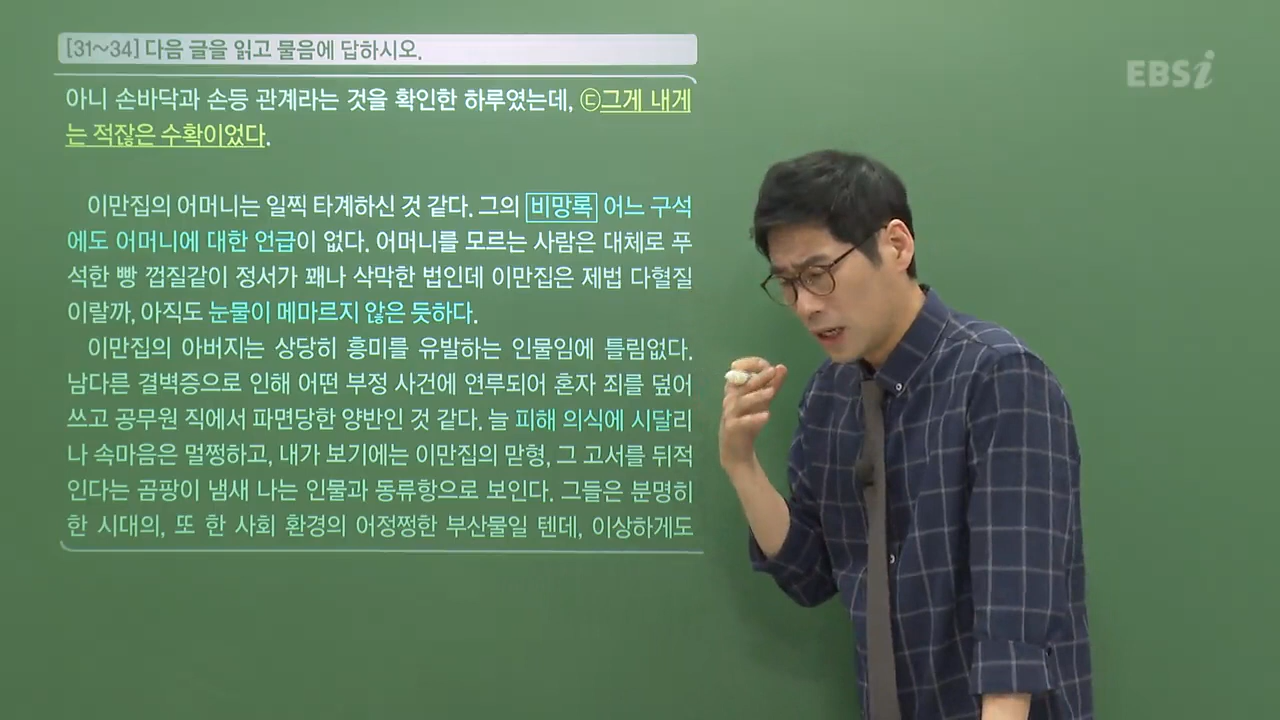 [31~34] 다음 글을 읽고 물음에 답하시오.
EBSi
아니 손바닥과 손등 관계라는 것을 확인한 하루였는데, ㉢그게 내게
는 적잖은 수확이었다.
이만집의 어머니는 일찍 타계하신 것 같다. 그의 비망록 어느 구석
에도 어머니에 대한 언급이 없다. 어머니를 모르는 사람은 대체로 푸
석한 빵 껍질같이 정서가 꽤나 삭막한 법인데 이만집은 제법 다혈질
이랄까, 아직도 눈물이 메마르지 않은 듯하다.
이만집의 아버지는 상당히 흥미를 유발하는 인물임에 틀림없다.
남다른 결벽증으로 인해 어떤 부정 사건에 연루되어 혼자 죄를 덮어
쓰고 공무원 직에서 파면당한 양반인 것 같다. 늘 피해 의식에 시달리
나 속마음은 멀쩡하고, 내가 보기에는 이만집의 맏형, 그 고서를 뒤적
인다는 곰팡이 냄새 나는 인물과 동류항으로 보인다. 그들은 분명히
한 시대의, 또 한 사회 환경의 어정쩡한 부산물일 텐데, 이상하게도